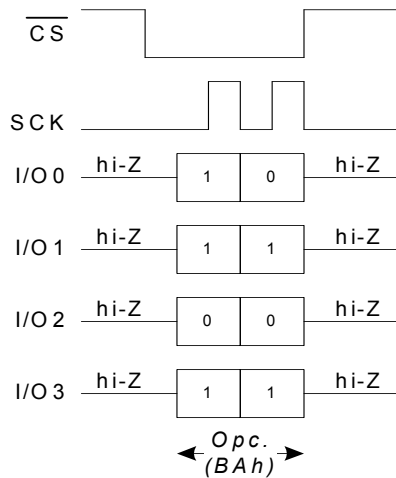 CS
SCK
hi-Z hi-Z
I/O 0 1 0
hi-Z hi-Z
I/O 1 1 1
hi-Z hi-Z
I/O 2 0 0
hi-Z hi-Z
I/O 3 1 1
Opc.
(BAh)